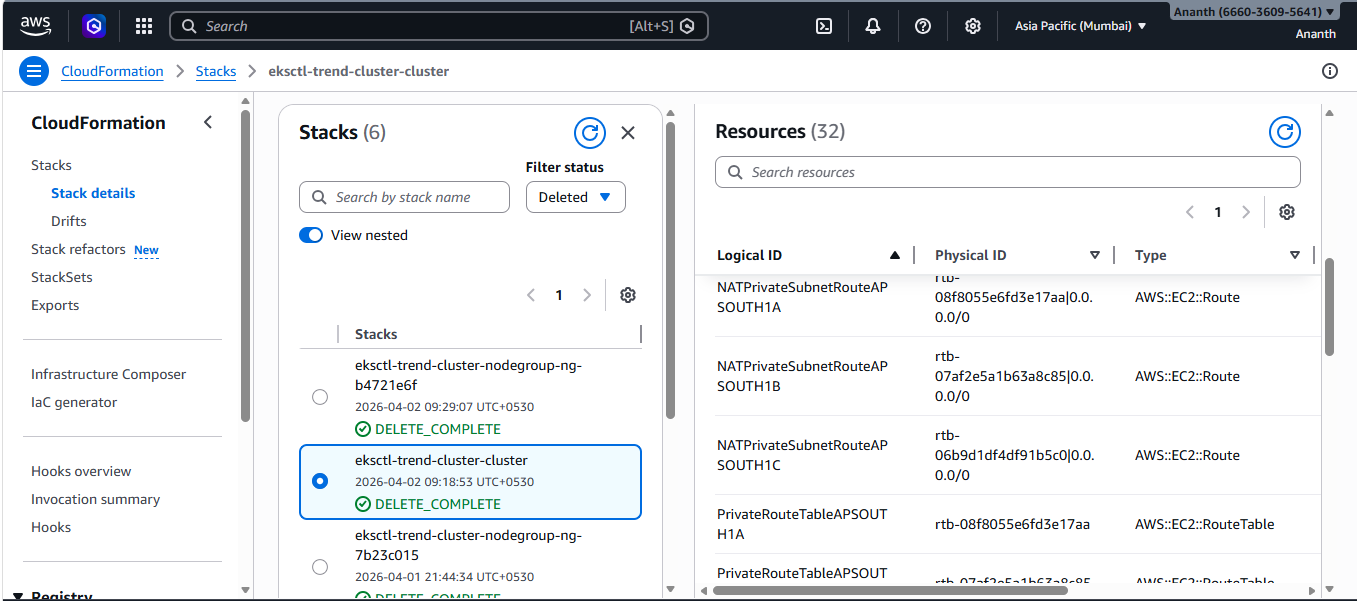 aws
Search
[Alt+S]
Asia Pacific (Mumbai)
Ananth (6660-3609-5641)
Ananth
CloudFormation
Stacks
eksctl-trend-cluster-cluster
CloudFormation
Stacks
Stack details
Drifts
Stack refactors New
StackSets
Exports
Infrastructure Composer
IaC generator
Hooks overview
Invocation summary
Hooks
Registry
Stacks (6)
Filter status
Search by stack name
Deleted
View nested
1
Stacks
eksctl-trend-cluster-nodegroup-ng-
b4721e6f
2026-04-02 09:29:07 UTC+0530
DELETE_COMPLETE
eksctl-trend-cluster-cluster
2026-04-02 09:18:53 UTC+0530
DELETE_COMPLETE
eksctl-trend-cluster-nodegroup-ng-
7b23c015
2026-04-01 21:44:34 UTC+0530
DELETE_COMPLETE
Resources (32)
Search resources
1
Logical ID
Physical ID
Type
NATPrivateSubnetRouteAP
SOUTH1A
rtb-
08f8055e6fd3e17aa|0.0.
0.0/0
AWS::EC2::Route
NATPrivateSubnetRouteAP
SOUTH1B
rtb-
07af2e5a1b63a8c85|0.0.
0.0/0
AWS::EC2::Route
NATPrivateSubnetRouteAP
SOUTH1C
rtb-
06b9d1df4df91b5c0|0.0.
0.0/0
AWS::EC2::Route
PrivateRouteTableAPSOUT
H1A
rtb-08f8055e6fd3e17aa
AWS::EC2::RouteTable
PrivateRouteTableAPSOUT
rtb-07af2e5a1b63a8c85
AWS::EC2::RouteTable